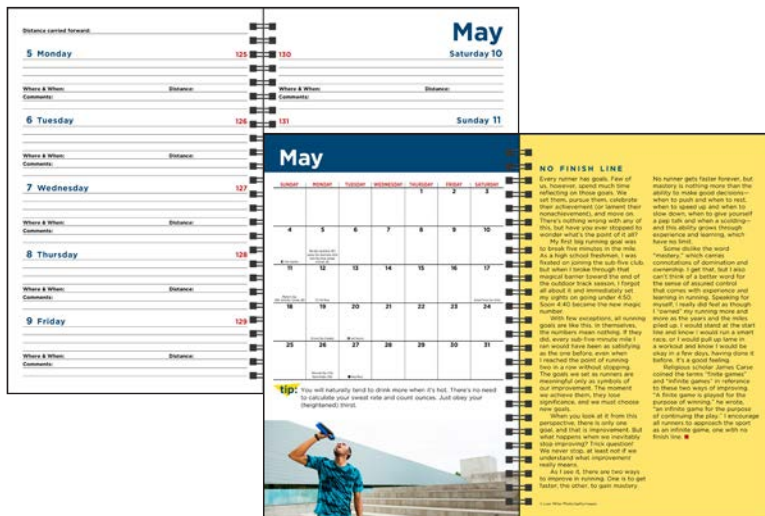 Distance carried forward:
5 Monday 125
Where & When: Distance:
Comments:
6 Tuesday 126
Where & When: Distance:
Comments:
7 Wednesday 127
Where & When: Distance:
Comments:
8 Thursday 128
Where & When: Distance:
Comments:
9 Friday 129
Where & When: Distance:
Comments:
May
130 Saturday 10
Where & When: Distance:
Comments:
131 Sunday 11
May
SUNDAY MONDAY TUESDAY WEDNESDAY THURSDAY FRIDAY SATURDAY
1 2 3
4 5 6 7 8 9 10
11 12 13 14 15 16 17
18 19 20 21 22 23 24
25 26 27 28 29 30 31
tip: You will naturally tend to drink more when it's hot. There's no need
to calculate your sweat rate and count ounces. Just obey your
(heightened) thirst.
NO FINISH LINE
Every runner has goals. Few of
us, however, spend much time
reflecting on those goals. We
set them, pursue them, celebrate
their achievement (or lament their
nonachievement), and move on.
There's nothing wrong with any of
this, but have you ever stopped to
wonder what's the point of it all?
My first big running goal was
to break five minutes in the mile.
As a high school freshman, I was
fixated on joining the sub-five club,
but when I broke through that
magical barrier toward the end of
the outdoor track season, I forgot
all about it and immediately set
my sights on going under 4:50.
Soon 4:40 became the new magic
number.
With few exceptions, all running
goals are like this. In themselves,
the numbers mean nothing. If they
did, every sub-five-minute mile I
ran would have been as satisfying
as the one before, even when
I reached the point of running
two in a row without stopping.
The goals we set as runners are
meaningful only as symbols of
our improvement. The moment
we achieve them, they lose
significance, and we must choose
new goals.
When you look at it from this
perspective, there is only one
goal, and that is improvement. But
what happens when we inevitably
stop improving? Trick question!
We never stop, at least not if we
understand what improvement
really means.
As I see it, there are two ways
to improve in running. One is to get
faster, the other, to gain mastery.
No runner gets faster forever, but
mastery is nothing more than the
ability to make good decisions—
when to push and when to rest,
when to speed up and when to
slow down, when to give yourself
a pep talk and when a scolding—
and this ability grows through
experience and learning, which
have no limit.
Some dislike the word
"mastery," which carries
connotations of domination and
ownership. I get that, but I also
can't think of a better word for
the sense of assured control
that comes with experience and
learning in running. Speaking for
myself, I really did feel as though
I "owned" my running more and
more as the years and the miles
piled up. I would stand at the start
line and know I would run a smart
race, or I would pull up lame in
a workout and know I would be
okay in a few days, having done it
before. It's a good feeling.
Religious scholar James Carse
coined the terms "finite games"
and "infinite games" in reference
to these two ways of improving.
"A finite game is played for the
purpose of winning," he wrote,
"an infinite game for the purpose
of continuing the play." I encourage
all runners to approach the sport
as an infinite game, one with no
finish line.